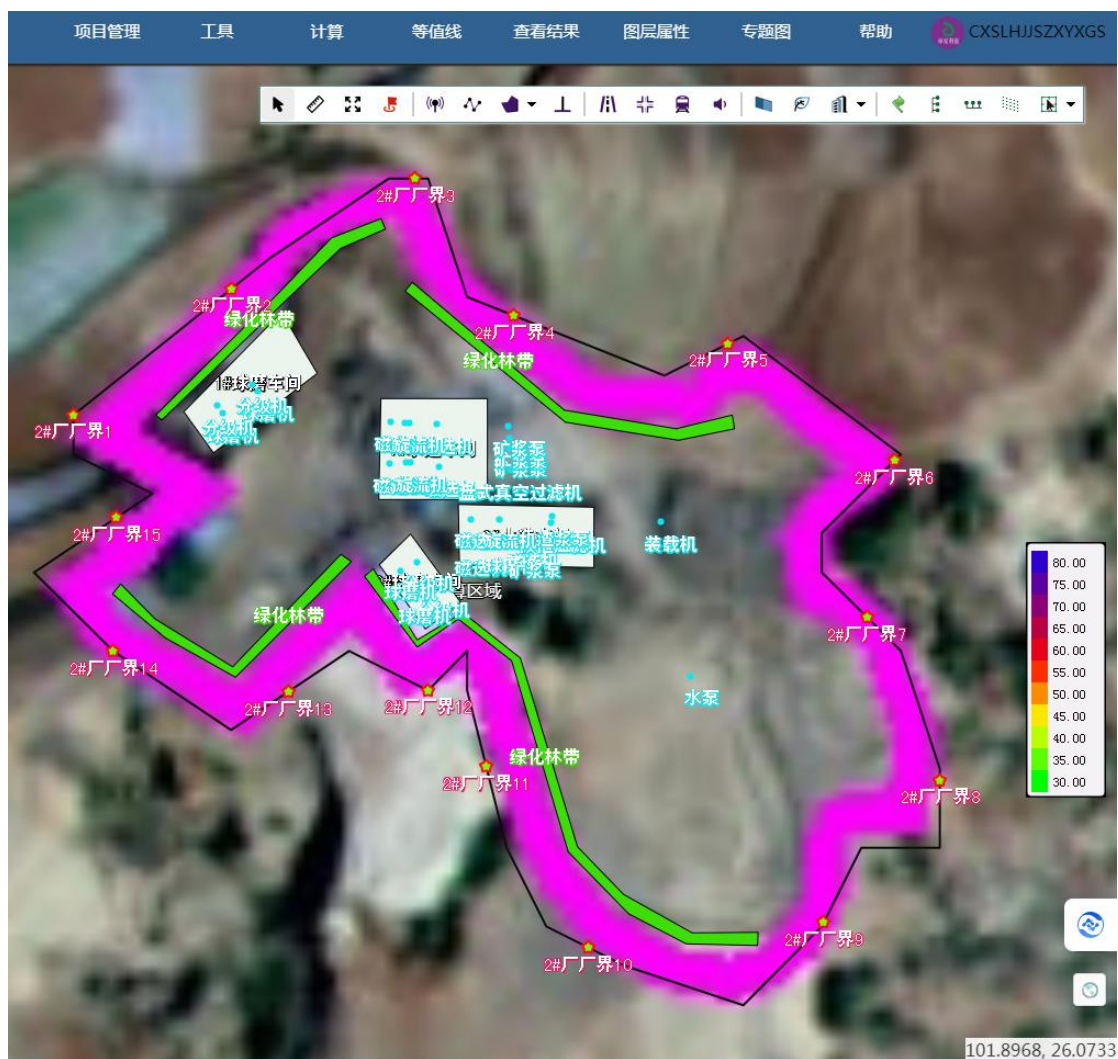 项目管理 工具 计算 等值线 查看结果 图层属性 专题图 帮助 CXSLHJJSZXYXGS
2#厂厂界3
2#厂厂界2
绿化林带
2#厂厂界4
2#厂厂界5
绿化林带
1#球磨车间
分级机
球磨机
分级机
球磨机
2#厂厂界1
矿浆泵
矿浆泵
2#厂厂界6
盘式真空过滤机
2#厂厂界15
装载机
矿浆泵
球磨机
球磨机
区域
绿化林带
2#厂厂界7
2#厂厂界14
2#厂厂界13
2#厂厂界12
水泵
绿化林带
2#厂厂界11
2#厂厂界8
2#厂厂界9
2#厂厂界10
80.00
75.00
70.00
65.00
60.00
55.00
50.00
45.00
40.00
35.00
30.00
101.8968, 26.0733